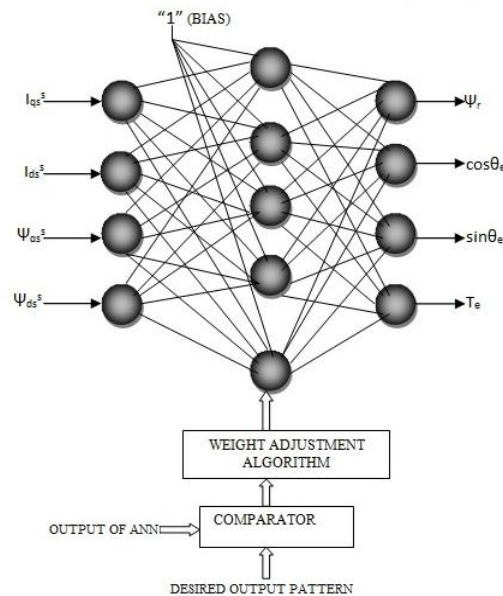 “1” (BIAS)
Iqsˢ
Ψr
Idsˢ
cosθe
Ψqsˢ
sinθe
Ψdsˢ
Te
WEIGHT ADJUSTMENT
ALGORITHM
COMPARATOR
OUTPUT OF ANN
DESIRED OUTPUT PATTERN